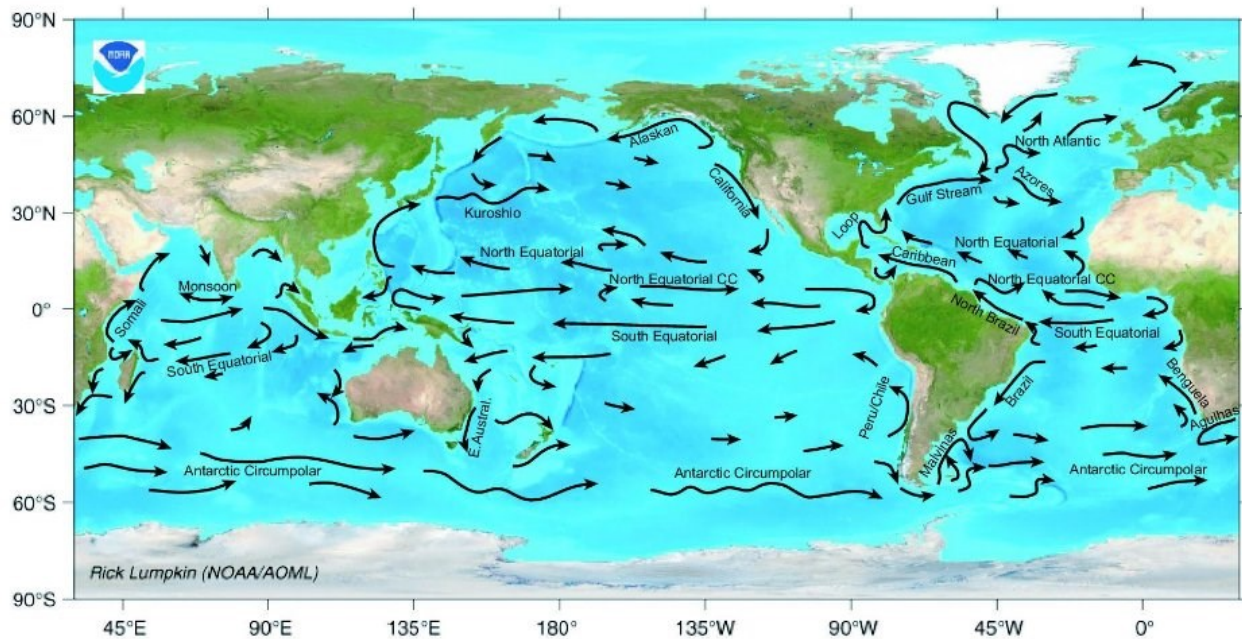 90°N
NOAA
60°N
Alaskan
North Atlantic
California
Azores
Gulf Stream
30°N
Kuroshio
Loop
North Equatorial
North Equatorial
Caribbean
Monsoon
North Equatorial CC
North Equatorial CC
0°
Somali
North Brazil
South Equatorial
South Equatorial
South Equatorial
Brazil
Benguela
30°S
E.Austral.
Peru/Chile
Agulhas
Malvinas
Antarctic Circumpolar
Antarctic Circumpolar
Antarctic Circumpolar
60°S
Rick Lumpkin (NOAA/AOML)
90°S
45°E 90°E 135°E 180° 135°W 90°W 45°W 0°